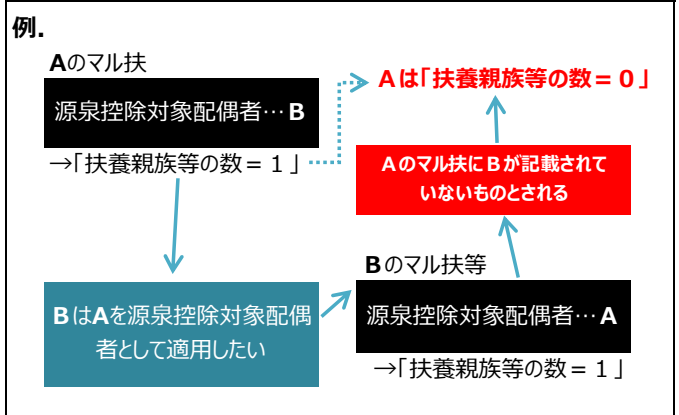 例.
Aのマル扶
源泉控除対象配偶者…B
→「扶養親族等の数=1」
Aは「扶養親族等の数=0」
Aのマル扶にBが記載されて
いないものとされる
BはAを源泉控除対象配偶
者として適用したい
Bのマル扶等
源泉控除対象配偶者…A
→「扶養親族等の数=1」